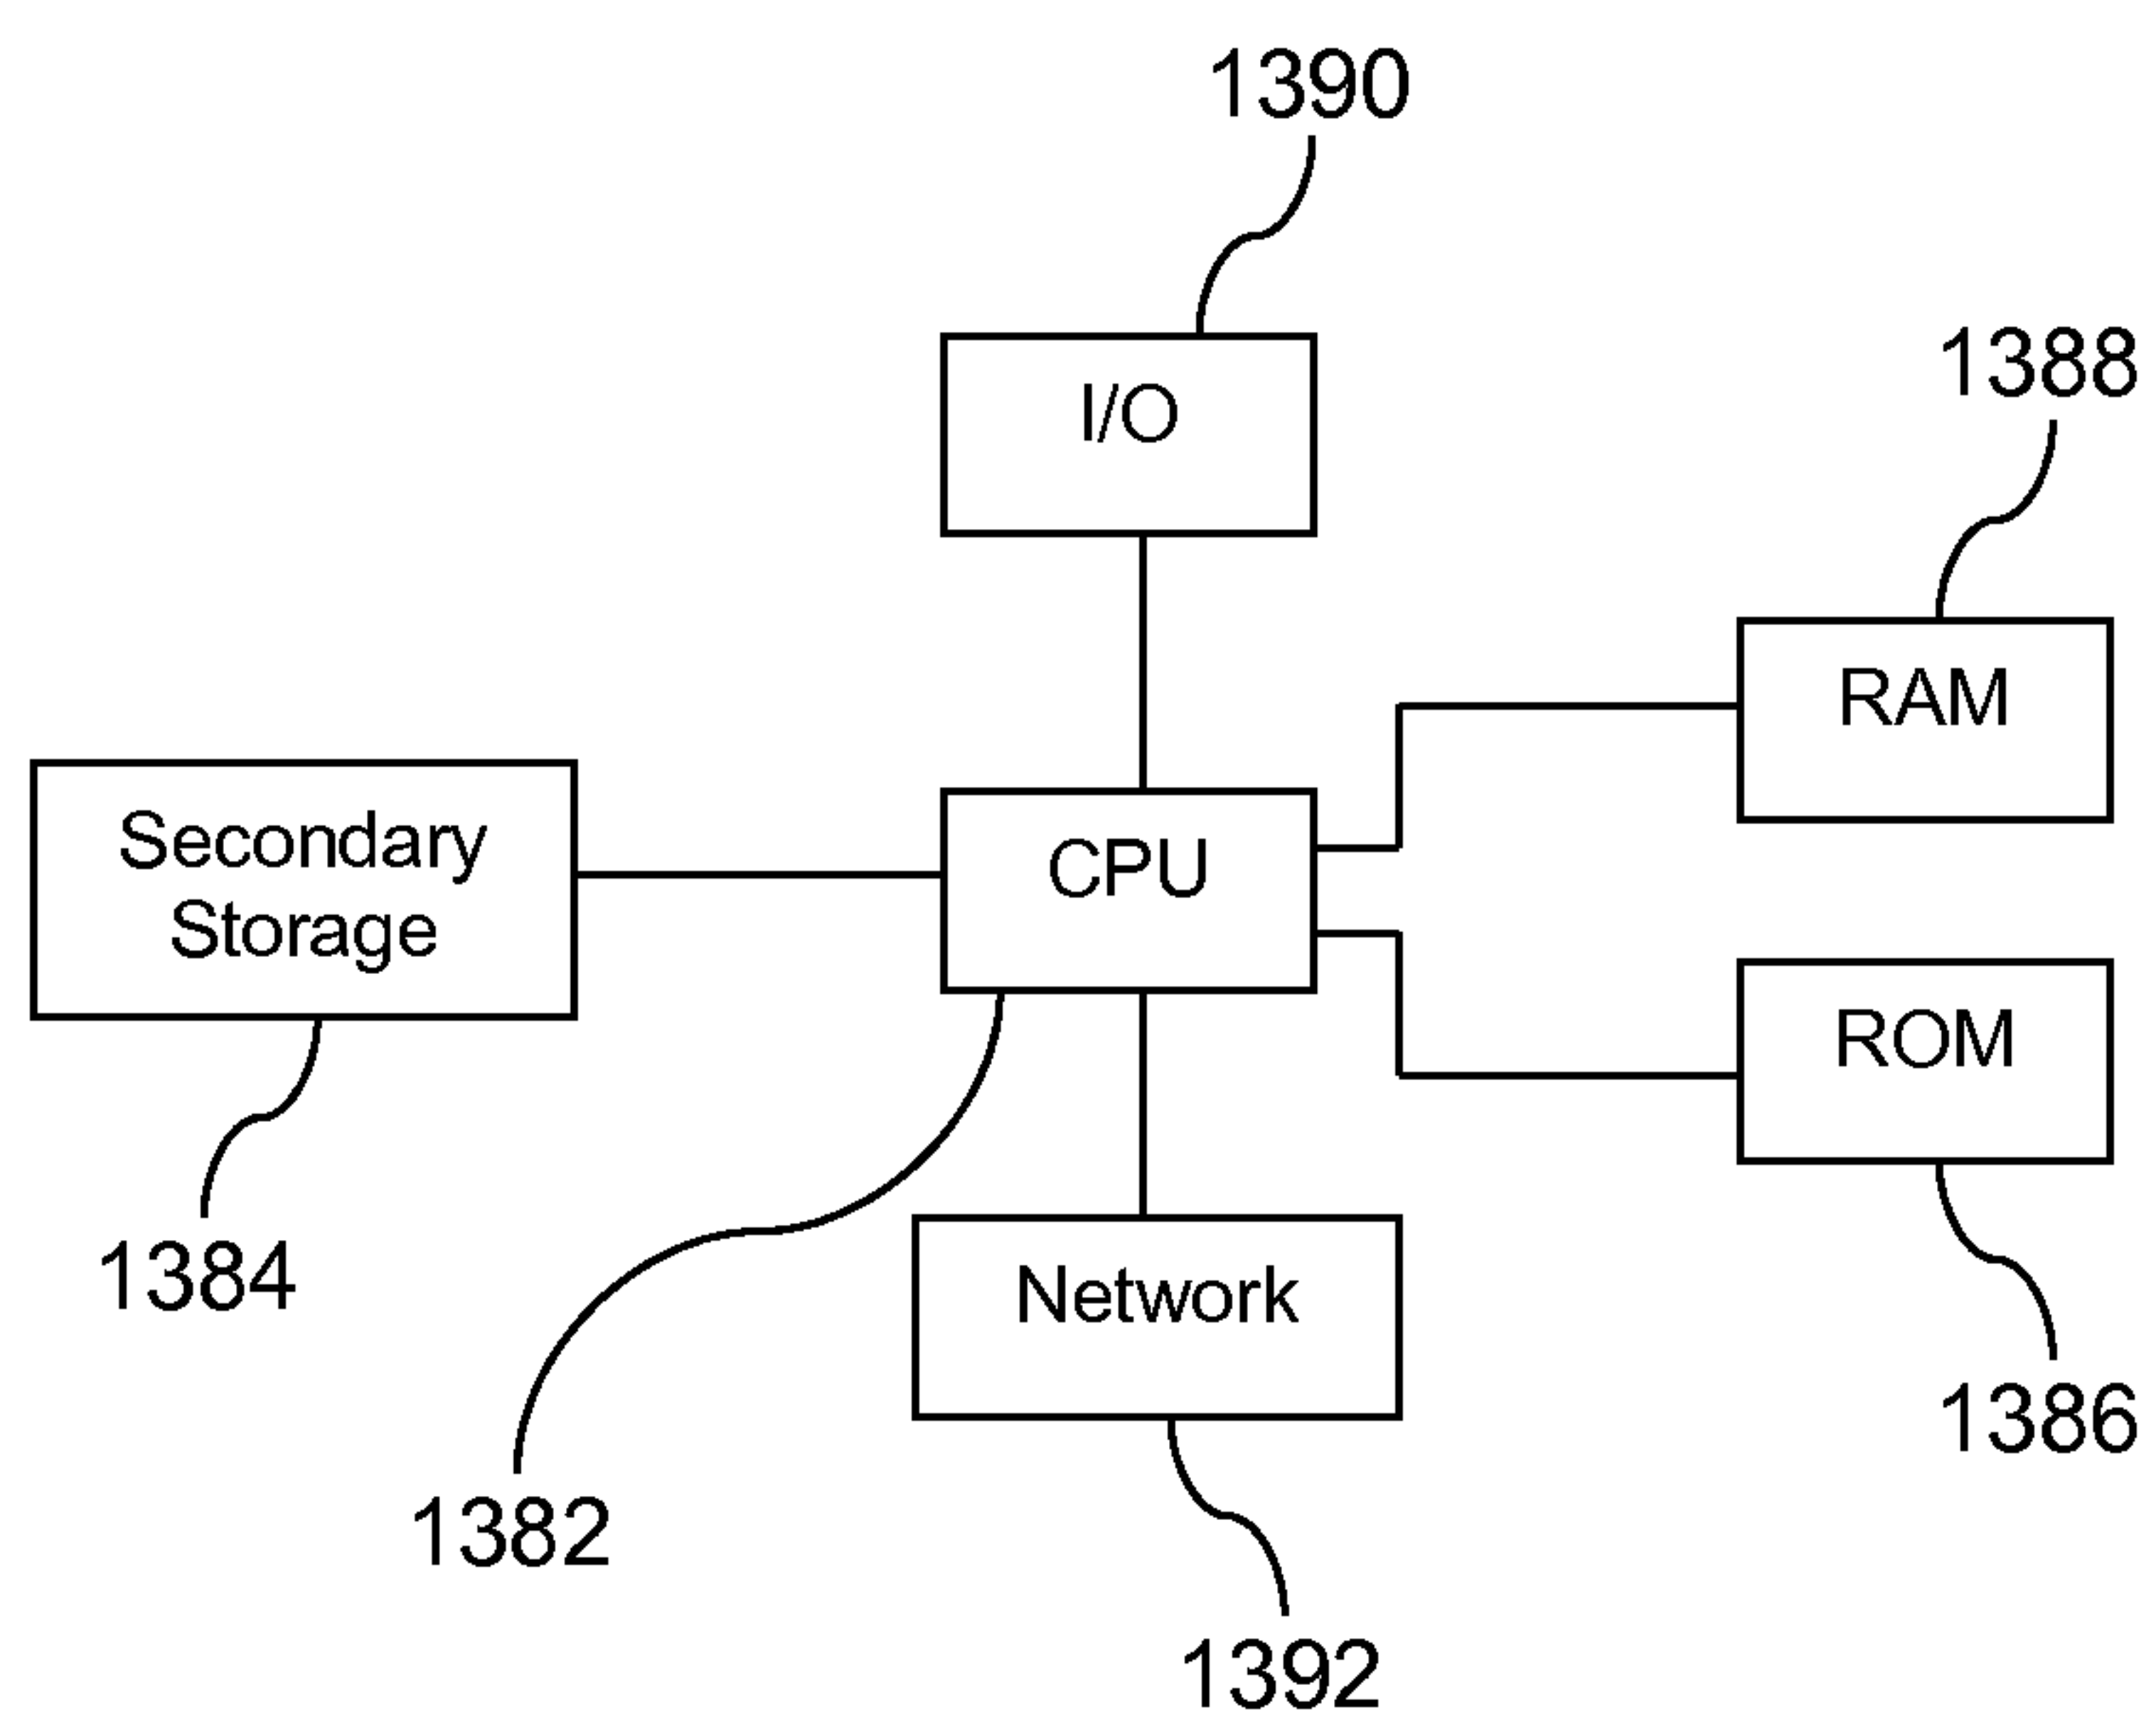 1390
I/O
1388
RAM
Secondary
Storage
CPU
ROM
1384
Network
1386
1382
1392